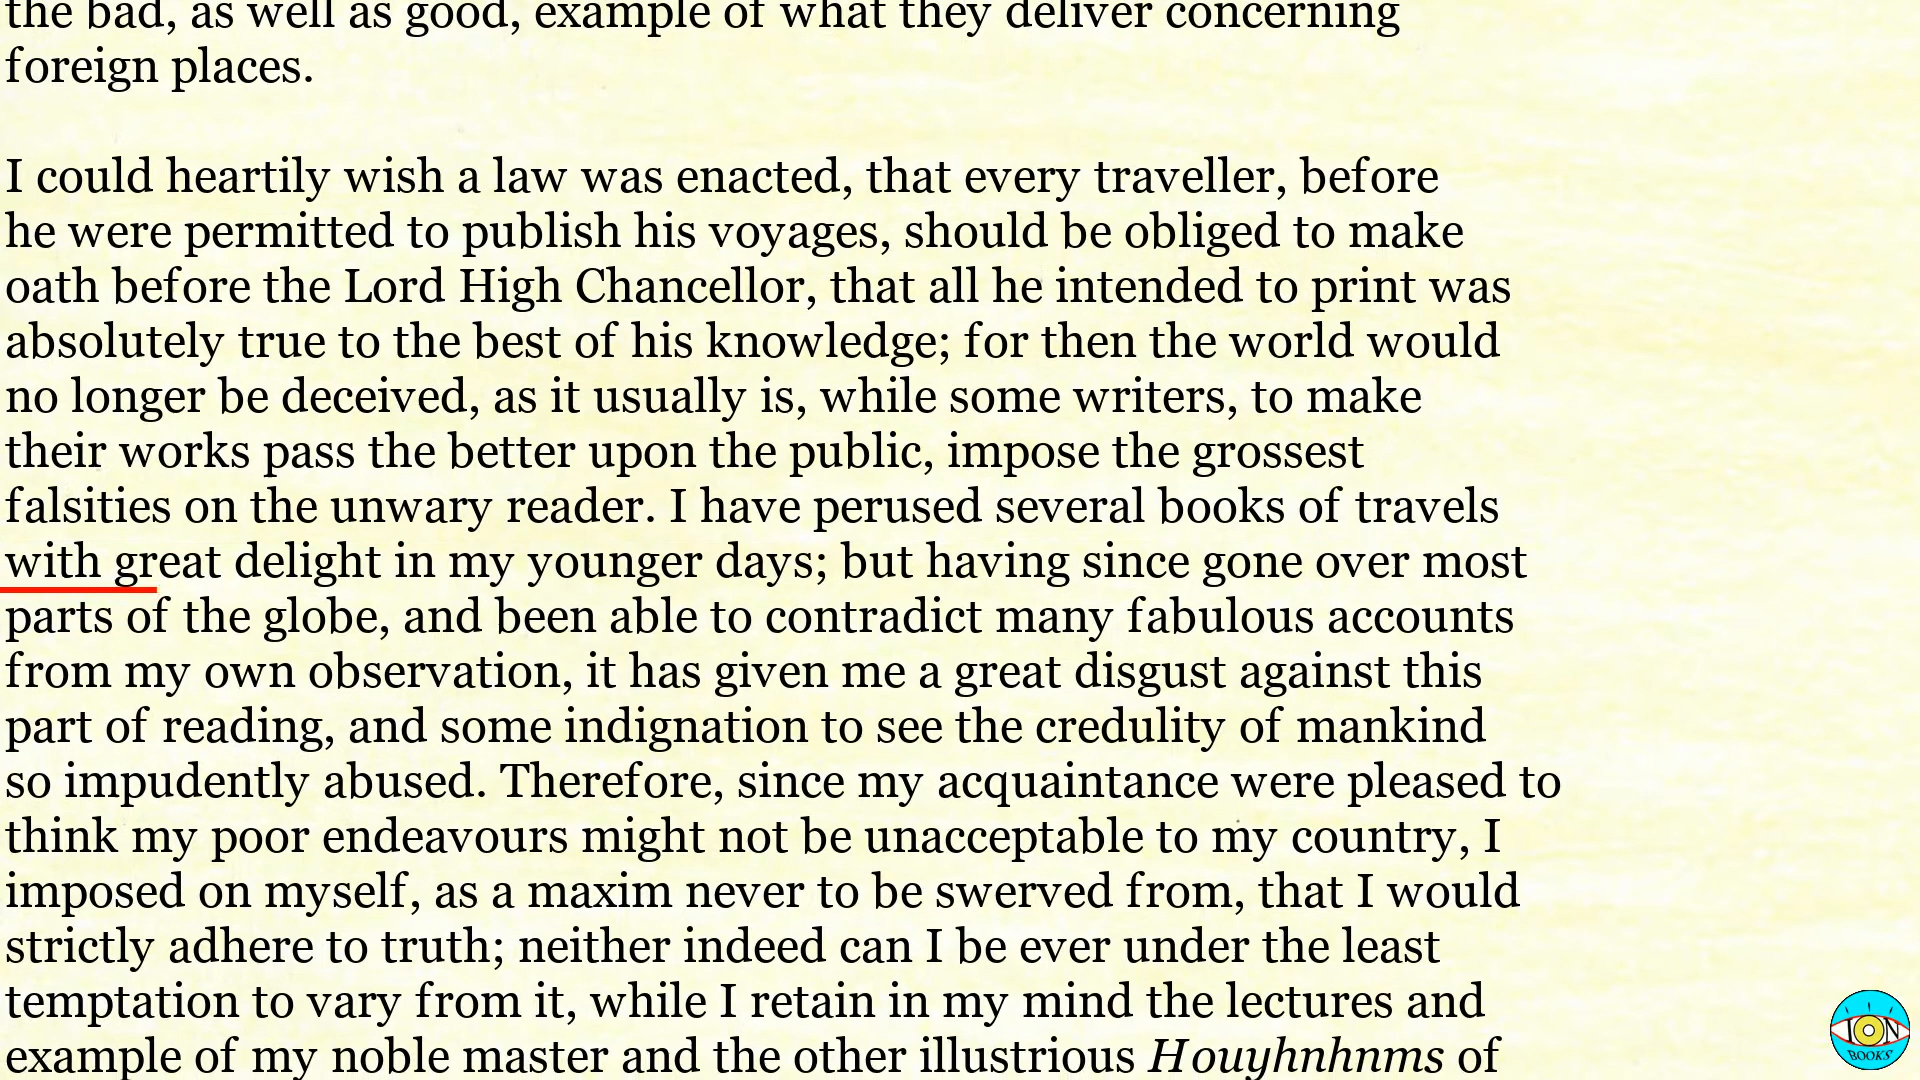 the bad, as well as good, example of what they deliver concerning
foreign places.
I could heartily wish a law was enacted, that every traveller, before
he were permitted to publish his voyages, should be obliged to make
oath before the Lord High Chancellor, that all he intended to print was
absolutely true to the best of his knowledge; for then the world would
no longer be deceived, as it usually is, while some writers, to make
their works pass the better upon the public, impose the grossest
falsities on the unwary reader. I have perused several books of travels
with great delight in my younger days; but having since gone over most
parts of the globe, and been able to contradict many fabulous accounts
from my own observation, it has given me a great disgust against this
part of reading, and some indignation to see the credulity of mankind
so impudently abused. Therefore, since my acquaintance were pleased to
think my poor endeavours might not be unacceptable to my country, I
imposed on myself, as a maxim never to be swerved from, that I would
strictly adhere to truth; neither indeed can I be ever under the least
temptation to vary from it, while I retain in my mind the lectures and
example of my noble master and the other illustrious Houyhnhnms of
ION
BOOKS